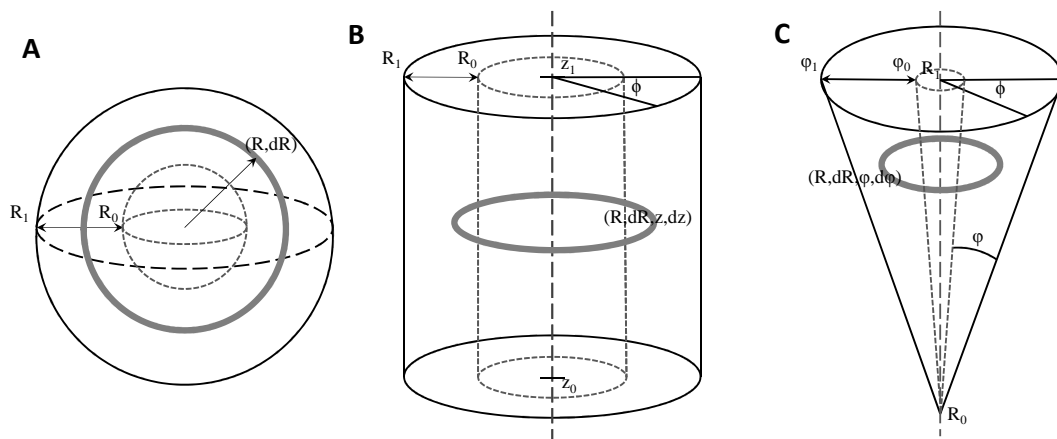 A
(R,dR)
R1
R0
B
R1
R0
z1
ϕ
(R,dR,z,dz)
z0
C
φ1
φ0
R1
ϕ
(R,dR,φ,dφ)
φ
R0